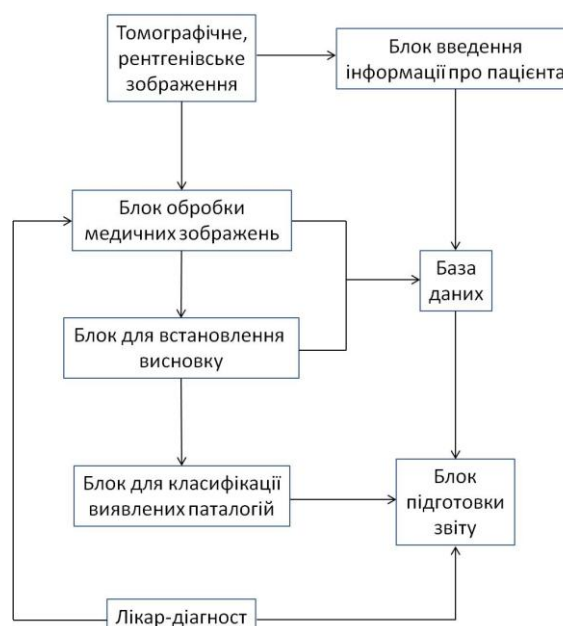 Томографічне,
рентгенівське
зображення
Блок введення
інформації про пацієнта
Блок обробки
медичних зображень
База
даних
Блок для встановлення
висновку
Блок для класифікації
виявлених паталогій
Блок
підготовки
звіту
Лікар-діагност